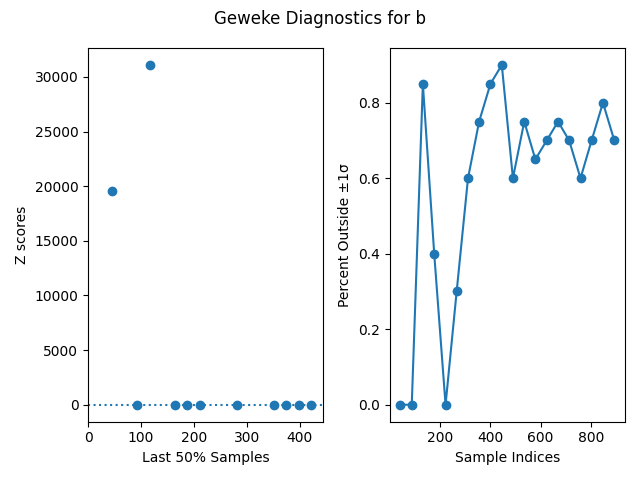 Geweke Diagnostics for b
30000
25000
20000
15000
10000
5000
0
Z scores
0 100 200 300 400
Last 50% Samples
0.8
0.6
0.4
0.2
0.0
Percent Outside ±1σ
200 400 600 800
Sample Indices